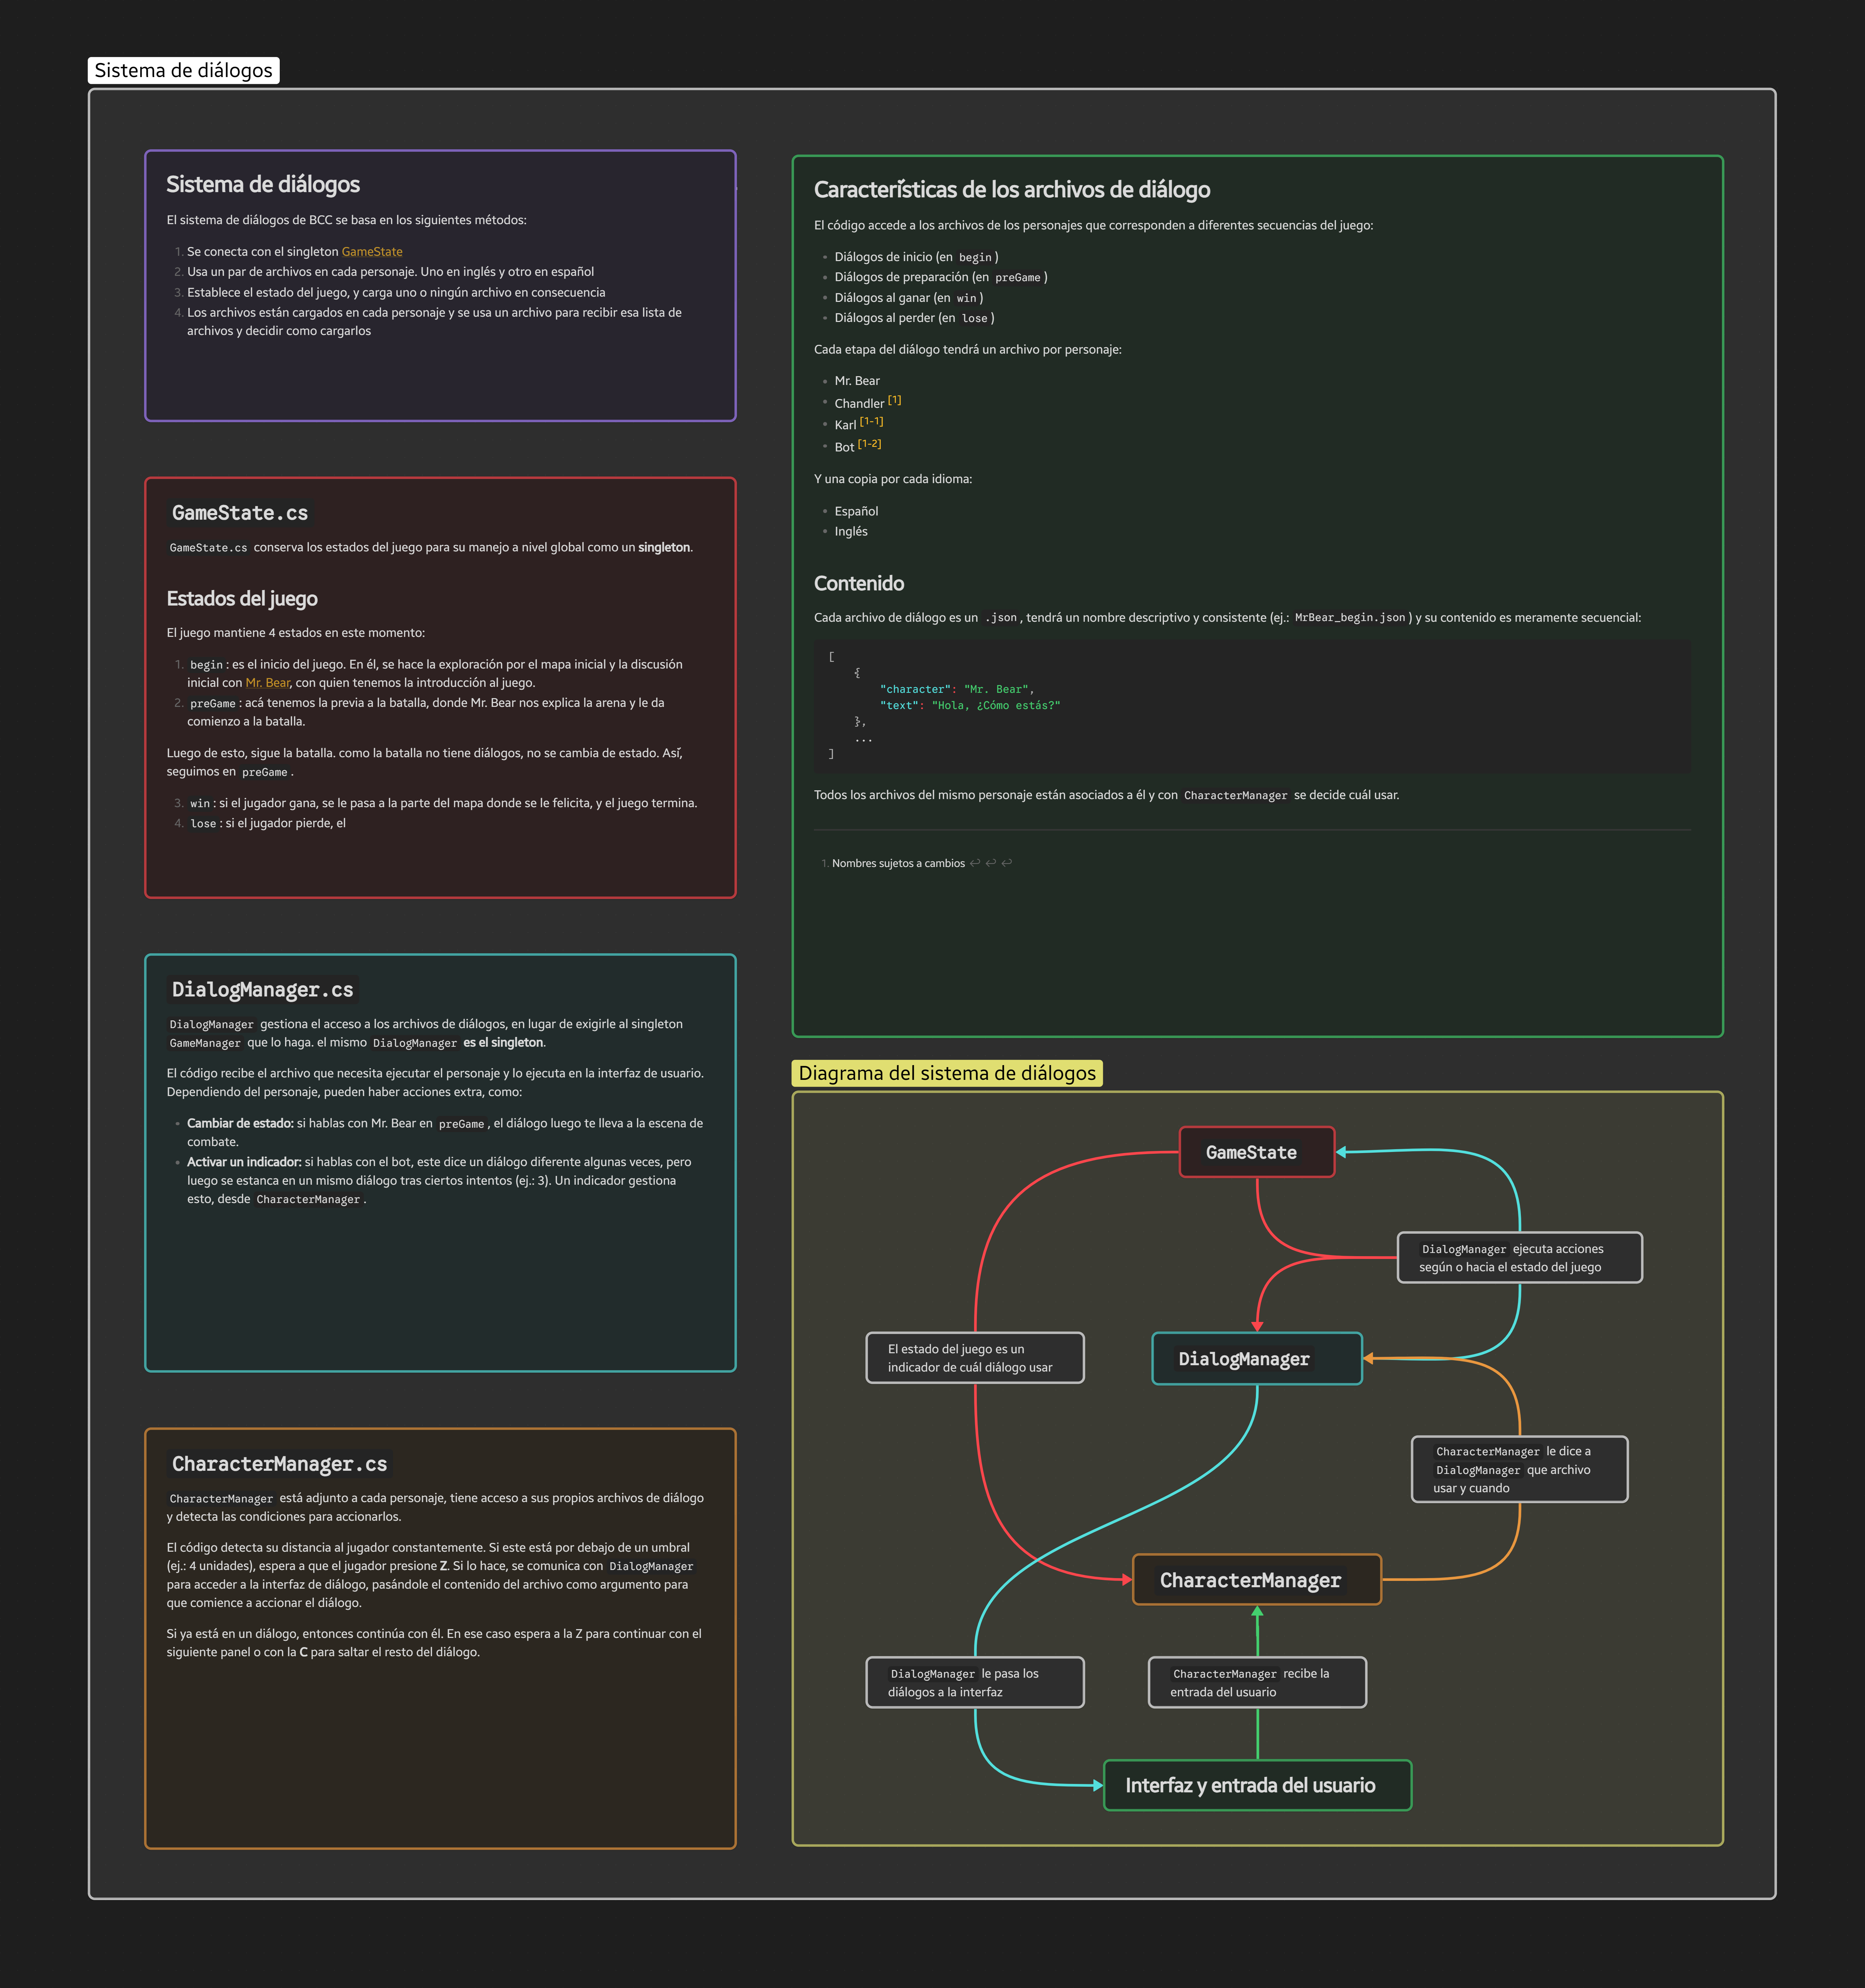 Sistema de diálogos
Sistema de diálogos
El sistema de diálogos de BCC se basa en los siguientes métodos:
1. Se conecta con el singleton GameState
2. Usa un par de archivos en cada personaje. Uno en inglés y otro en español
3. Establece el estado del juego, y carga uno o ningún archivo en consecuencia
4. Los archivos están cargados en cada personaje y se usa un archivo para recibir esa lista de
archivos y decidir como cargarlos
GameState.cs
GameState.cs conserva los estados del juego para su manejo a nivel global como un singleton.
Estados del juego
El juego mantiene 4 estados en este momento:
1. begin: es el inicio del juego. En él, se hace la exploración por el mapa inicial y la discusión
inicial con Mr. Bear, con quien tenemos la introducción al juego.
2. preGame: acá tenemos la previa a la batalla, donde Mr. Bear nos explica la arena y le da
comienzo a la batalla.
Luego de esto, sigue la batalla. como la batalla no tiene diálogos, no se cambia de estado. Así,
seguimos en preGame.
3. win: si el jugador gana, se le pasa a la parte del mapa donde se le felicita, y el juego termina.
4. lose: si el jugador pierde, el
DialogManager.cs
DialogManager gestiona el acceso a los archivos de diálogos, en lugar de exigirle al singleton
GameManager que lo haga. el mismo DialogManager es el singleton.
El código recibe el archivo que necesita ejecutar el personaje y lo ejecuta en la interfaz de usuario.
Dependiendo del personaje, pueden haber acciones extra, como:
• Cambiar de estado: si hablas con Mr. Bear en preGame, el diálogo luego te lleva a la escena de
combate.
• Activar un indicador: si hablas con el bot, este dice un diálogo diferente algunas veces, pero
luego se estanca en un mismo diálogo tras ciertos intentos (ej.: 3). Un indicador gestiona
esto, desde CharacterManager.
CharacterManager.cs
CharacterManager está adjunto a cada personaje, tiene acceso a sus propios archivos de diálogo
y detecta las condiciones para accionarlos.
El código detecta su distancia al jugador constantemente. Si este está por debajo de un umbral
(ej.: 4 unidades), espera a que el jugador presione Z. Si lo hace, se comunica con DialogManager
para acceder a la interfaz de diálogo, pasándole el contenido del archivo como argumento para
que comience a accionar el diálogo.
Si ya está en un diálogo, entonces continúa con él. En ese caso espera a la Z para continuar con el
siguiente panel o con la C para saltar el resto del diálogo.
Características de los archivos de diálogo
El código accede a los archivos de los personajes que corresponden a diferentes secuencias del juego:
• Diálogos de inicio (en begin)
• Diálogos de preparación (en preGame)
• Diálogos al ganar (en win)
• Diálogos al perder (en lose)
Cada etapa del diálogo tendrá un archivo por personaje:
• Mr. Bear
• Chandler [1]
• Karl [1-1]
• Bot [1-2]
Y una copia por cada idioma:
• Español
• Inglés
Contenido
Cada archivo de diálogo es un .json, tendrá un nombre descriptivo y consistente (ej.: MrBear_begin.json) y su contenido es meramente secuencial:
[
{
"character": "Mr. Bear",
"text": "Hola, ¿Cómo estás?"
},
...
]
Todos los archivos del mismo personaje están asociados a él y con CharacterManager se decide cuál usar.
1. Nombres sujetos a cambios ↩ ↩ ↩
Diagrama del sistema de diálogos
GameState
DialogManager ejecuta acciones
según o hacia el estado del juego
El estado del juego es un
indicador de cuál diálogo usar
DialogManager
CharacterManager le dice a
DialogManager que archivo
usar y cuando
CharacterManager
DialogManager le pasa los
diálogos a la interfaz
CharacterManager recibe la
entrada del usuario
Interfaz y entrada del usuario